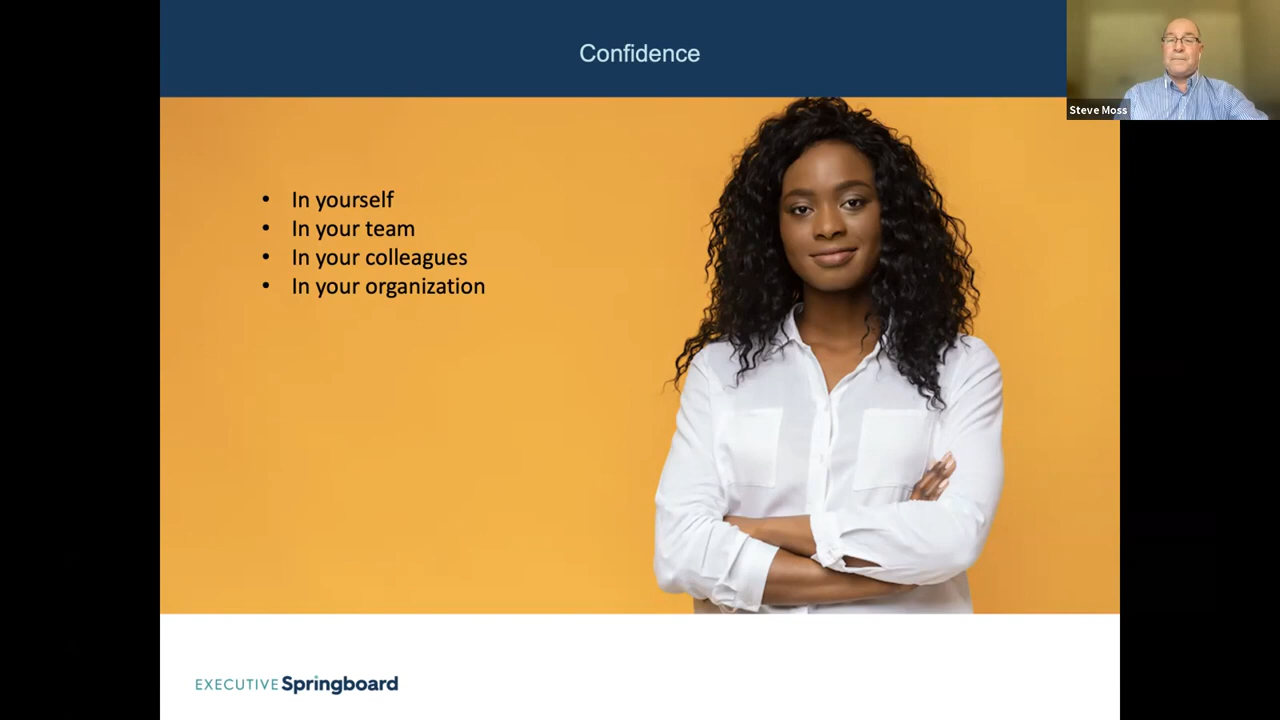 Confidence
Steve Moss
• In yourself
• In your team
• In your colleagues
• In your organization
EXECUTIVE Springboard